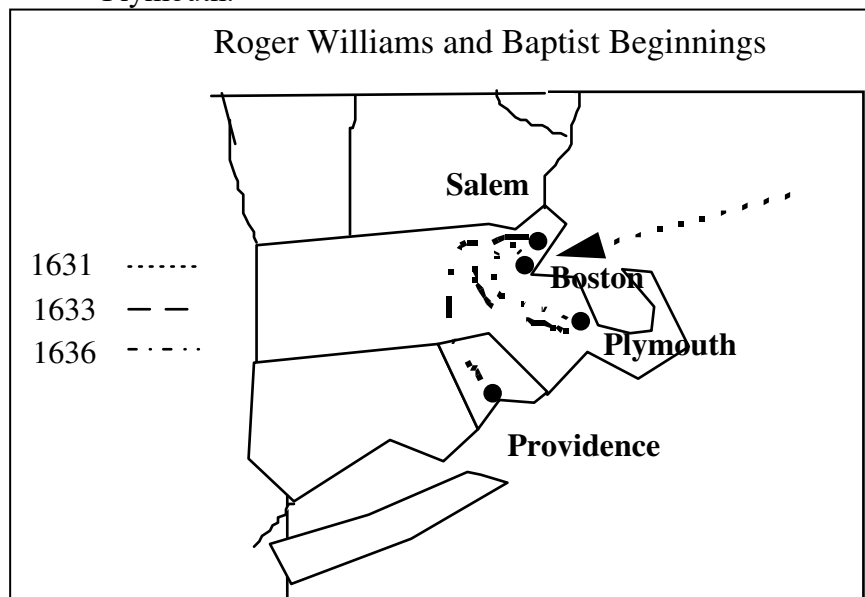 Plymouth.
Roger Williams and Baptist Beginnings
Salem
1631
Boston
1633
Plymouth
1636
Providence